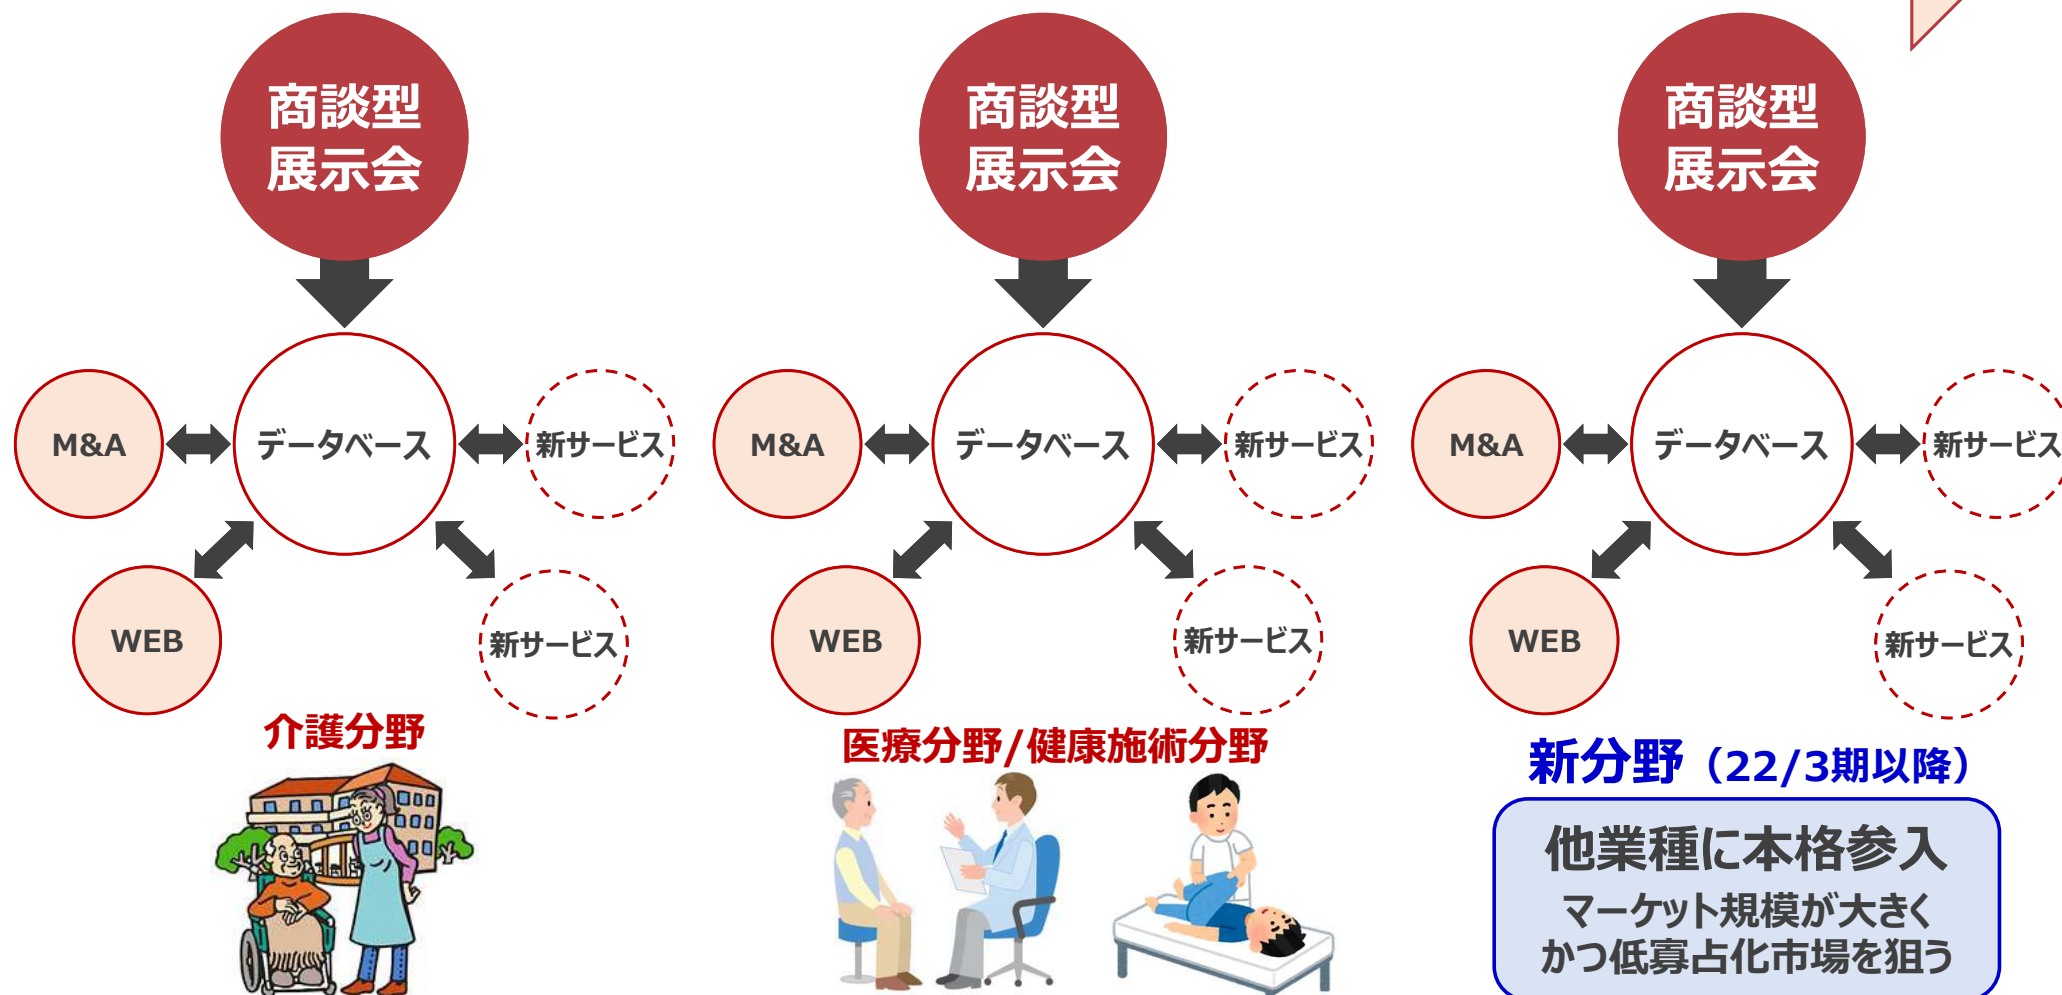 商談型
展示会
データベース
M&A
新サービス
WEB
新サービス
介護分野
商談型
展示会
データベース
M&A
新サービス
WEB
新サービス
医療分野/健康施術分野
商談型
展示会
データベース
M&A
新サービス
WEB
新サービス
新分野（22/3期以降）
他業種に本格参入
マーケット規模が大きく
かつ低寡占化市場を狙う